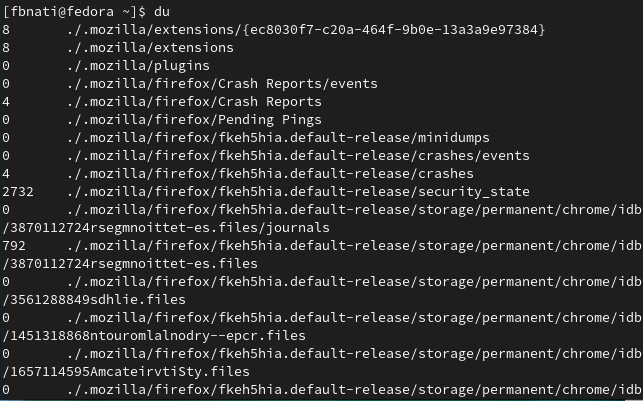 [fbnati@fedora ~]$ du
8       ./.mozilla/extensions/{ec8030f7-c20a-464f-9b0e-13a3a9e97384}
8       ./.mozilla/extensions
0       ./.mozilla/plugins
0       ./.mozilla/firefox/Crash Reports/events
4       ./.mozilla/firefox/Crash Reports
0       ./.mozilla/firefox/Pending Pings
0       ./.mozilla/firefox/fkeh5hia.default-release/minidumps
0       ./.mozilla/firefox/fkeh5hia.default-release/crashes/events
4       ./.mozilla/firefox/fkeh5hia.default-release/crashes
2732    ./.mozilla/firefox/fkeh5hia.default-release/security_state
0       ./.mozilla/firefox/fkeh5hia.default-release/storage/permanent/chrome/idb
/3870112724rsegmnoittet-es.files/journals
792     ./.mozilla/firefox/fkeh5hia.default-release/storage/permanent/chrome/idb
/3870112724rsegmnoittet-es.files
0       ./.mozilla/firefox/fkeh5hia.default-release/storage/permanent/chrome/idb
/3561288849sdhlie.files
0       ./.mozilla/firefox/fkeh5hia.default-release/storage/permanent/chrome/idb
/1451318868ntouromlalnodry--epcr.files
0       ./.mozilla/firefox/fkeh5hia.default-release/storage/permanent/chrome/idb
/1657114595AmcateirvtiSty.files
0       ./.mozilla/firefox/fkeh5hia.default-release/storage/permanent/chrome/idb